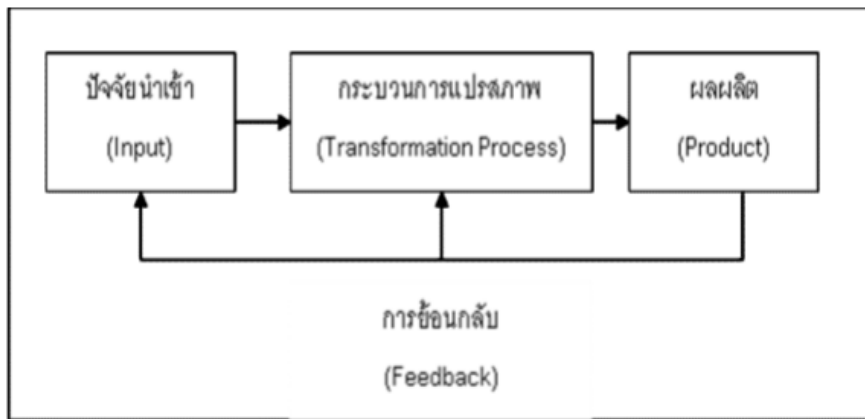 ปัจจัยนำเข้า
(Input)
กระบวนการแปรสภาพ
(Transformation Process)
ผลผลิต
(Product)
การย้อนกลับ
(Feedback)